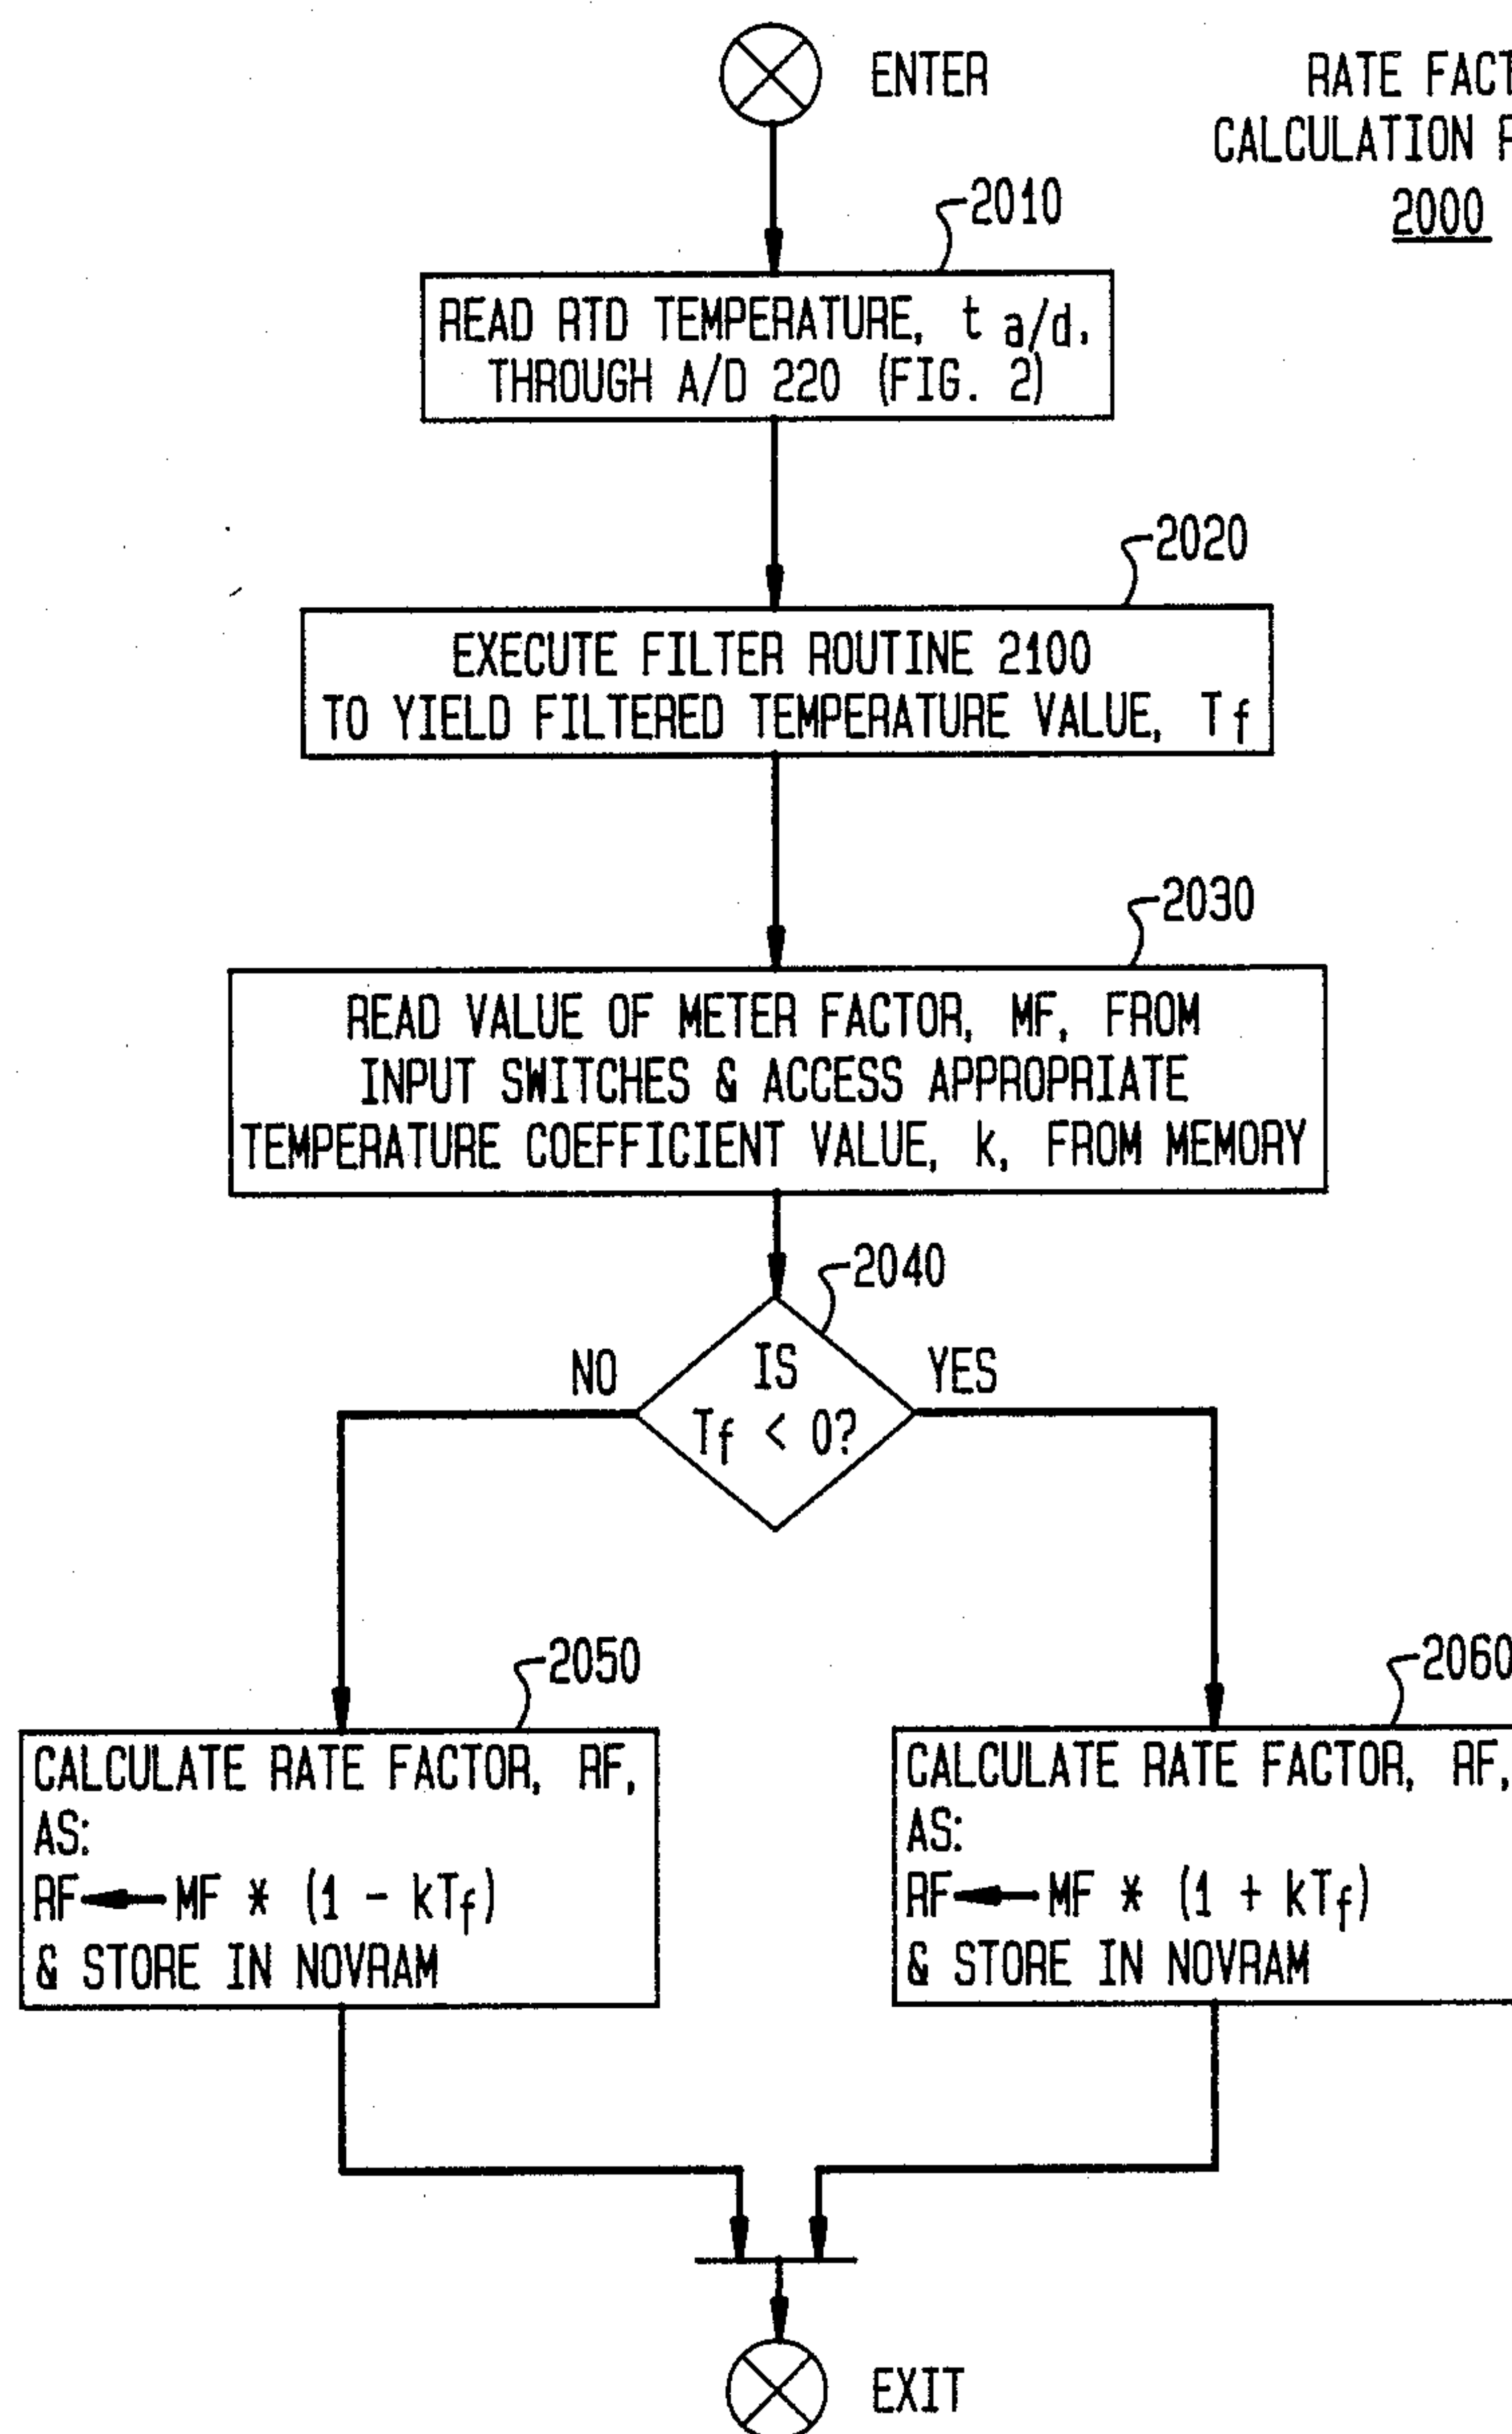 ENTER
RATE FACT
CALCULATION R
2000
2010
READ RTD TEMPERATURE, t a/d,
THROUGH A/D 220 (FIG. 2)
2020
EXECUTE FILTER ROUTINE 2100
TO YIELD FILTERED TEMPERATURE VALUE, Tf
2030
READ VALUE OF METER FACTOR, MF, FROM
INPUT SWITCHES & ACCESS APPROPRIATE
TEMPERATURE COEFFICIENT VALUE, k, FROM MEMORY
2040
NO
IS
Tf < 0?
YES
2050
CALCULATE RATE FACTOR, RF,
AS:
RF ← MF * (1 - kTf)
& STORE IN NOVRAM
2060
CALCULATE RATE FACTOR, RF,
AS:
RF ← MF * (1 + kTf)
& STORE IN NOVRAM
EXIT